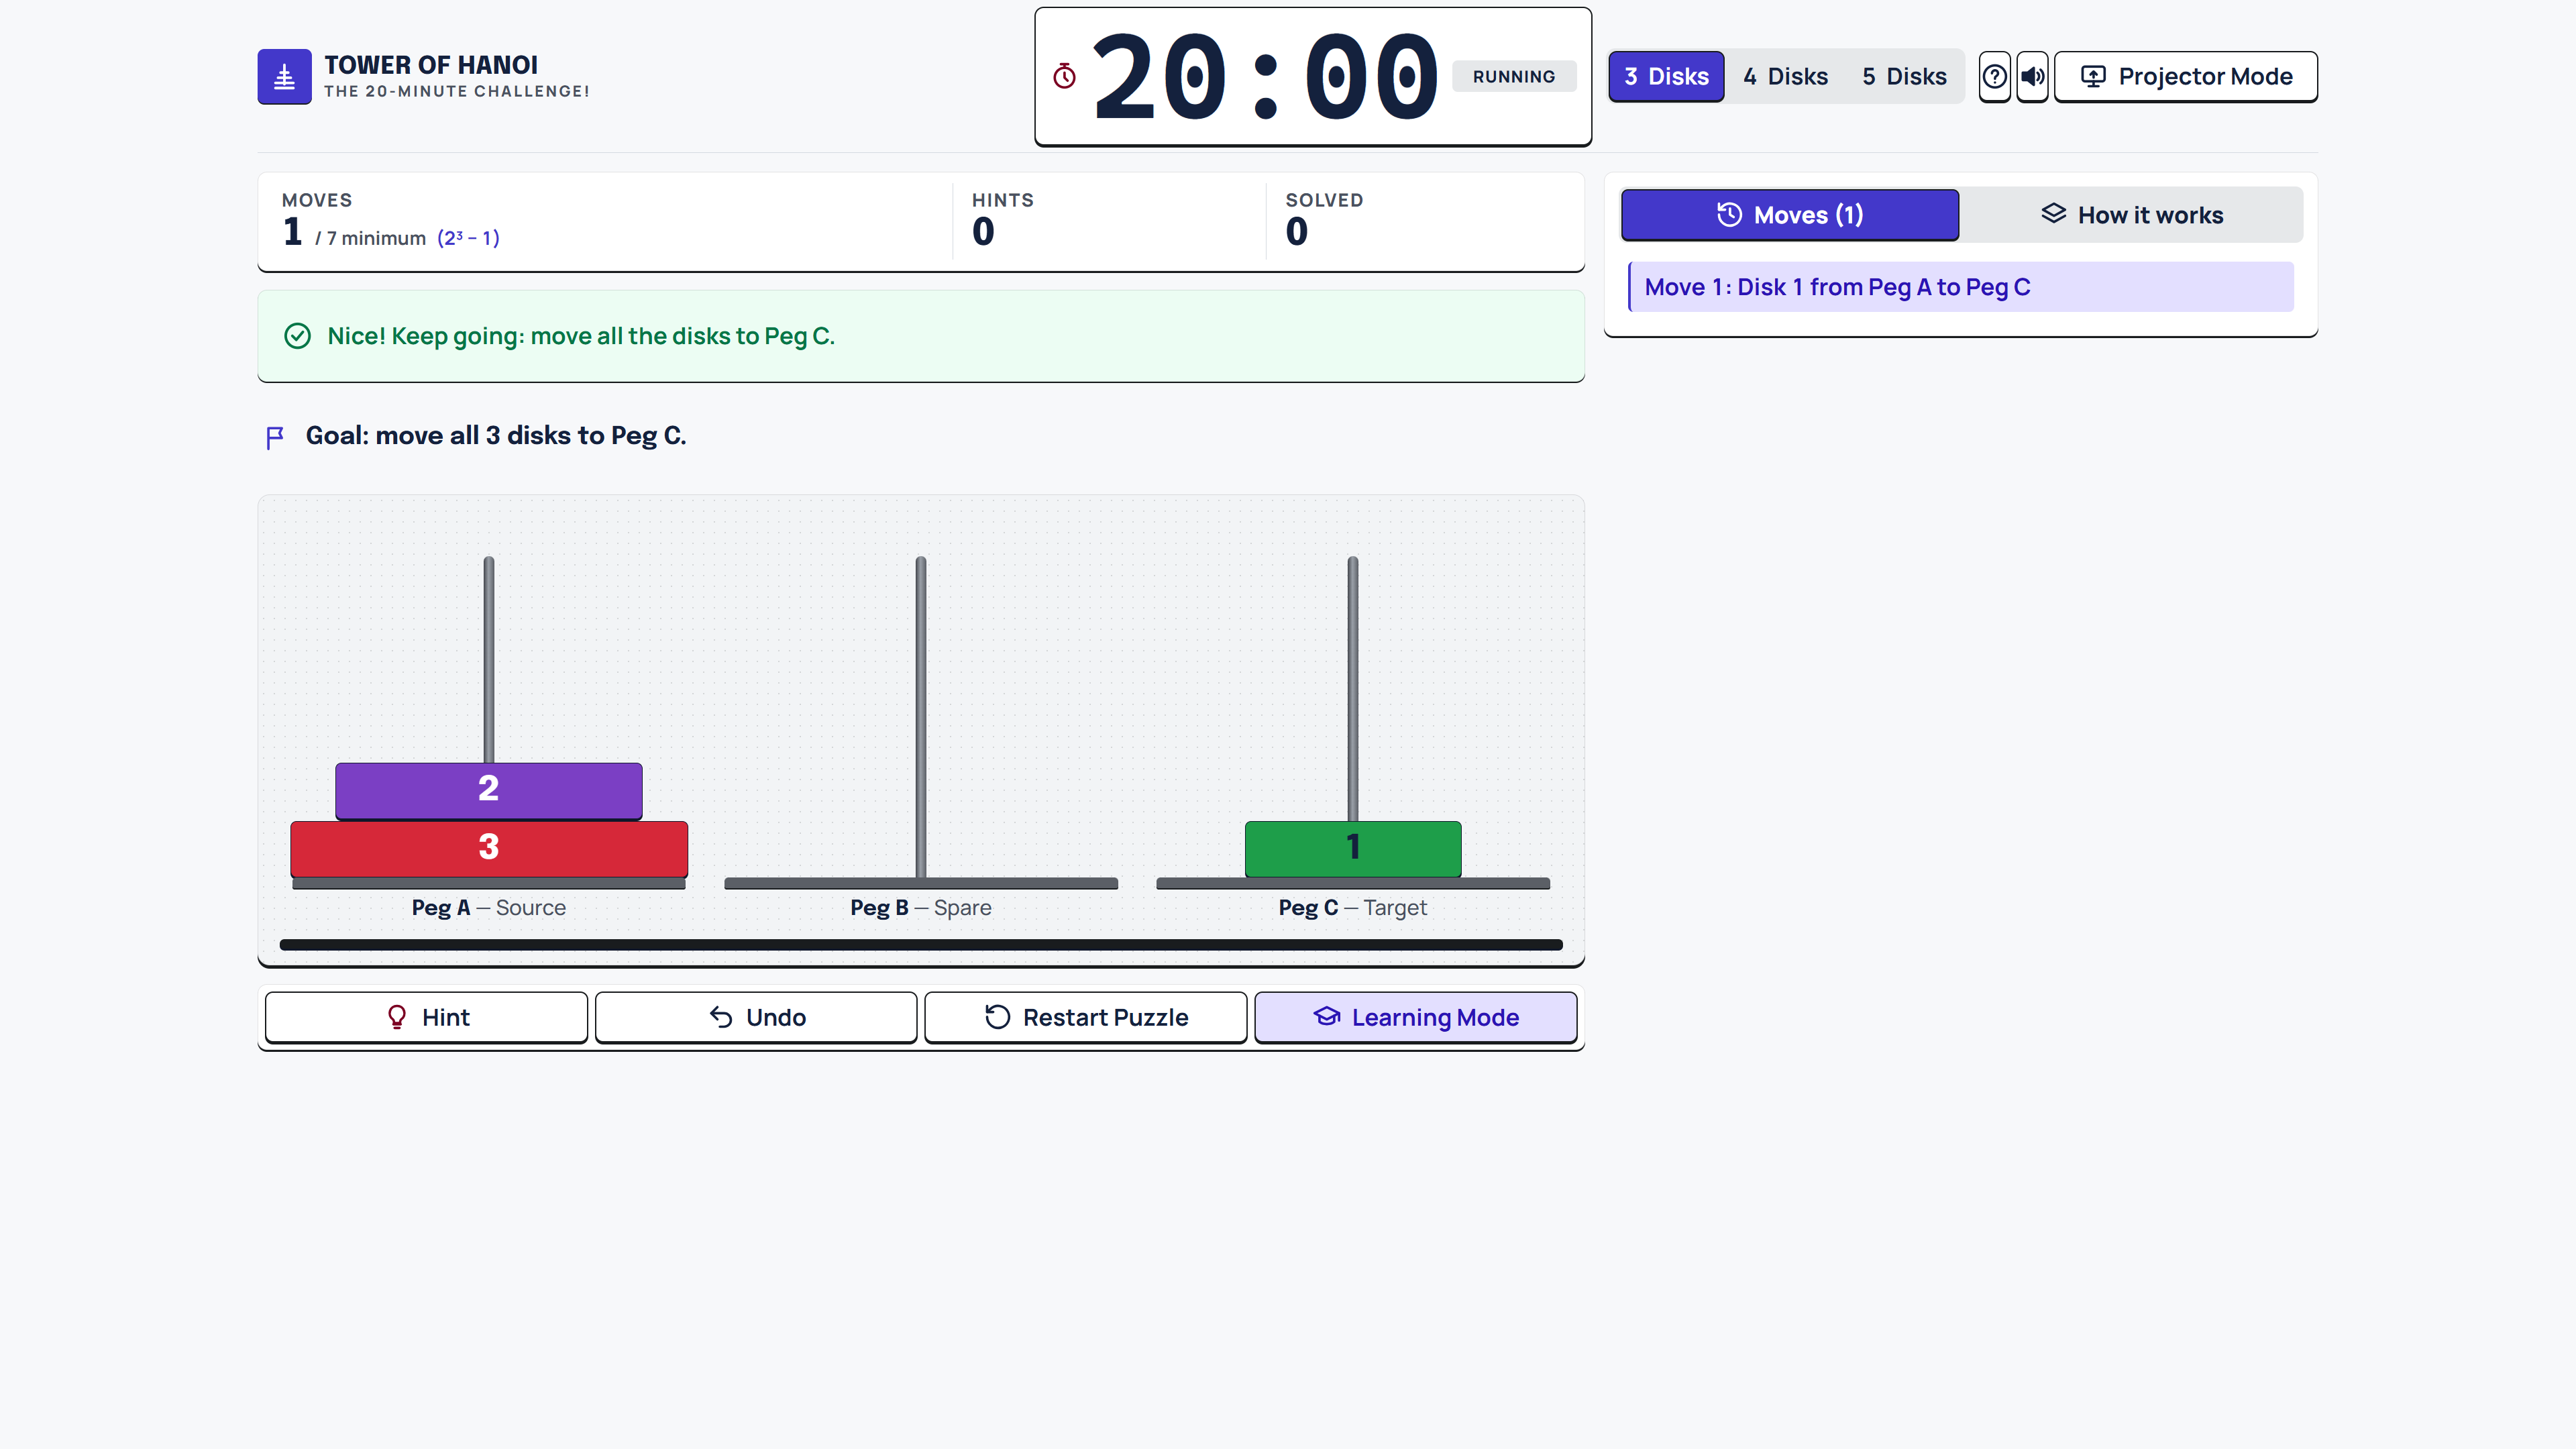 TOWER OF HANOI
THE 20-MINUTE CHALLENGE!
20:00
RUNNING
3 Disks
4 Disks
5 Disks
Projector Mode
MOVES
1 / 7 minimum (2³ − 1)
HINTS
0
SOLVED
0
Moves (1)
How it works
Move 1: Disk 1 from Peg A to Peg C
Nice! Keep going: move all the disks to Peg C.
Goal: move all 3 disks to Peg C.
2
3
1
Peg A — Source
Peg B — Spare
Peg C — Target
Hint
Undo
Restart Puzzle
Learning Mode